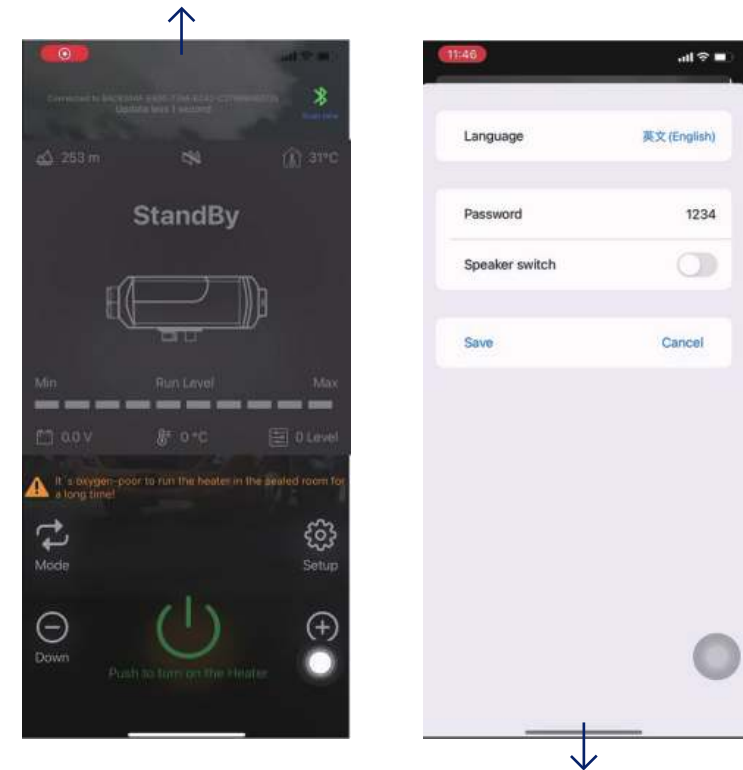 253 m
31°C
StandBy
Min Run Level Max
0.0 V 0 °C 0 Level
It's oxygen-poor to run the heater in the sealed room for
a long time!
Mode
Setup
Down
Push to turn on the Heater
11:46
Language 英文 (English)
Password 1234
Speaker switch
Save Cancel